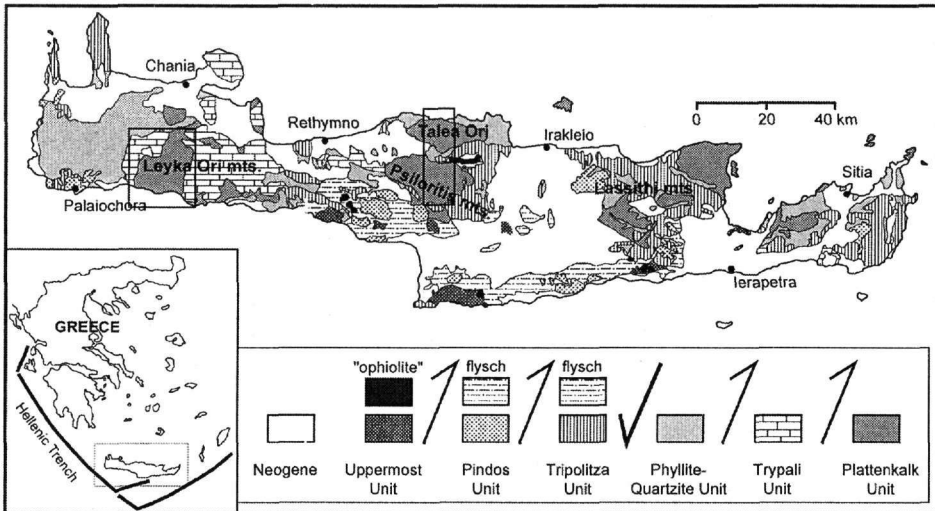 Chania
Rethymno
Talea Ori
Irakleio
0 20 40 km
Leyka Ori mts.
Psiloritis mts
Lassithi mts
Sitia
Palaiochora
Ierapetra
GREECE
Hellenic Trench
"ophiolite"
flysch
flysch
Neogene
Uppermost
Unit
Pindos
Unit
Tripolitza
Unit
Phyllite-
Quartzite Unit
Trypali
Unit
Plattenkalk
Unit